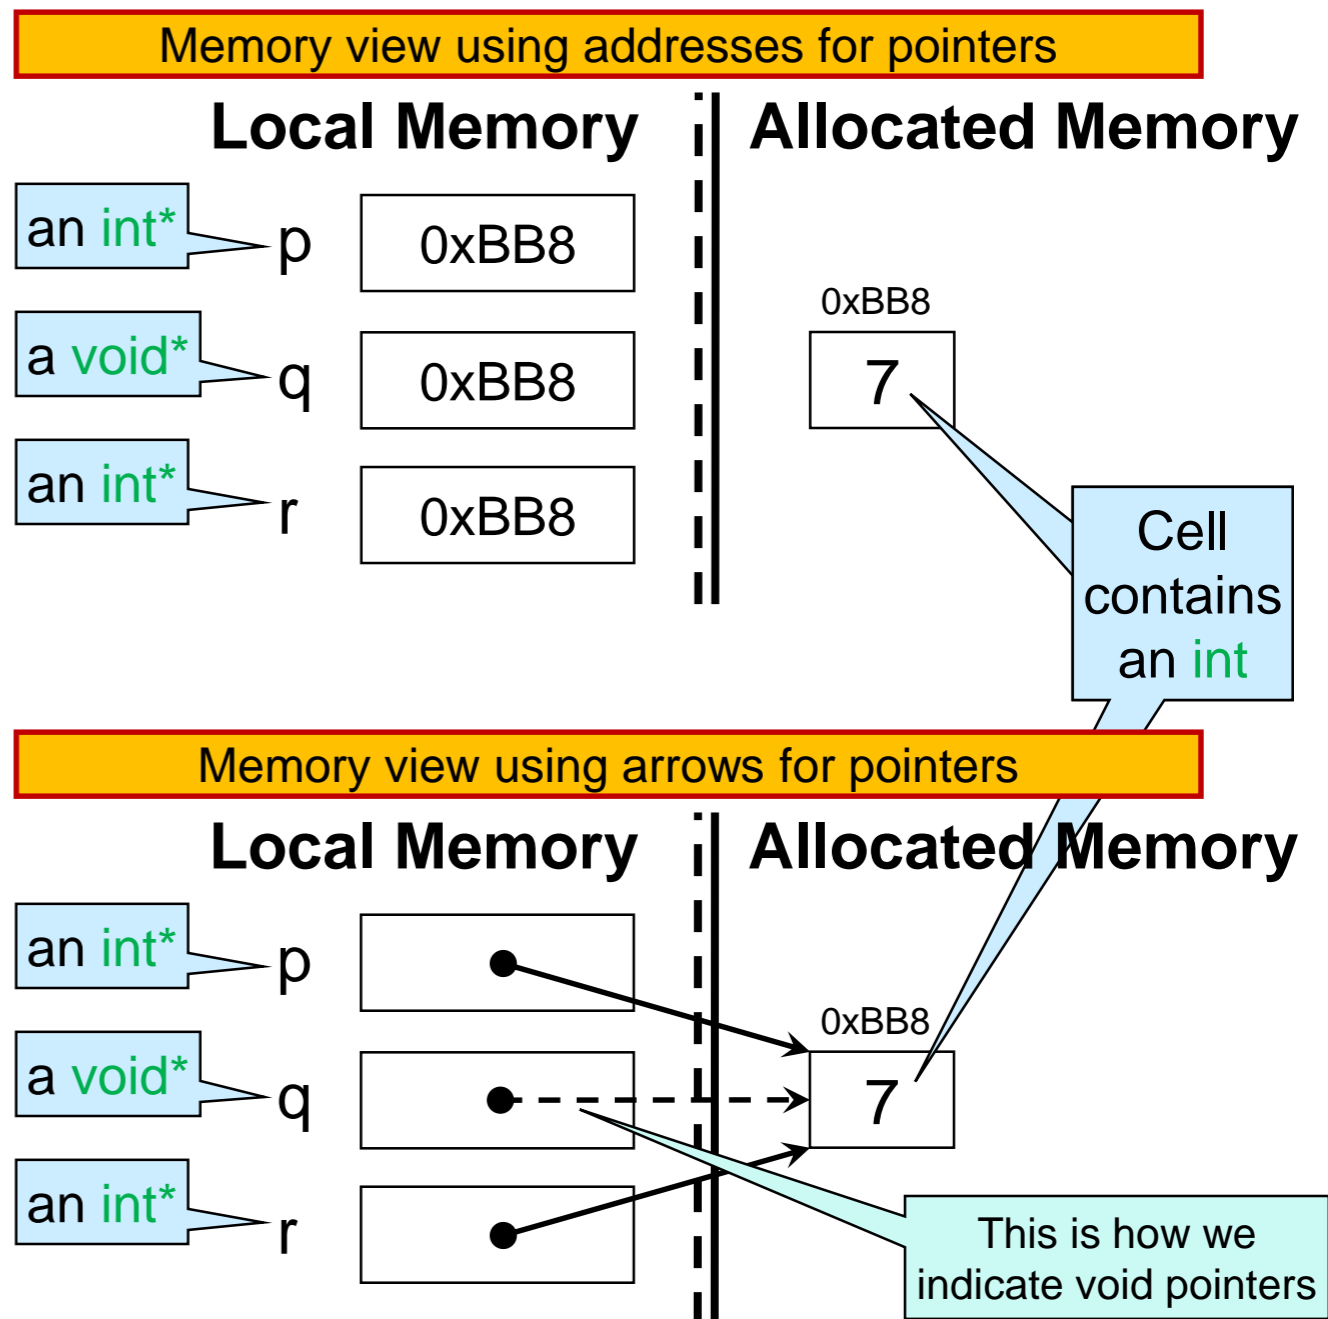 Memory view using addresses for pointers
Local Memory
Allocated Memory
an int*
p
0xBB8
0xBB8
a void*
q
0xBB8
7
an int*
r
0xBB8
Cell
contains
an int
Memory view using arrows for pointers
Local Memory
Allocated Memory
an int*
p
0xBB8
a void*
q
7
an int*
r
This is how we
indicate void pointers